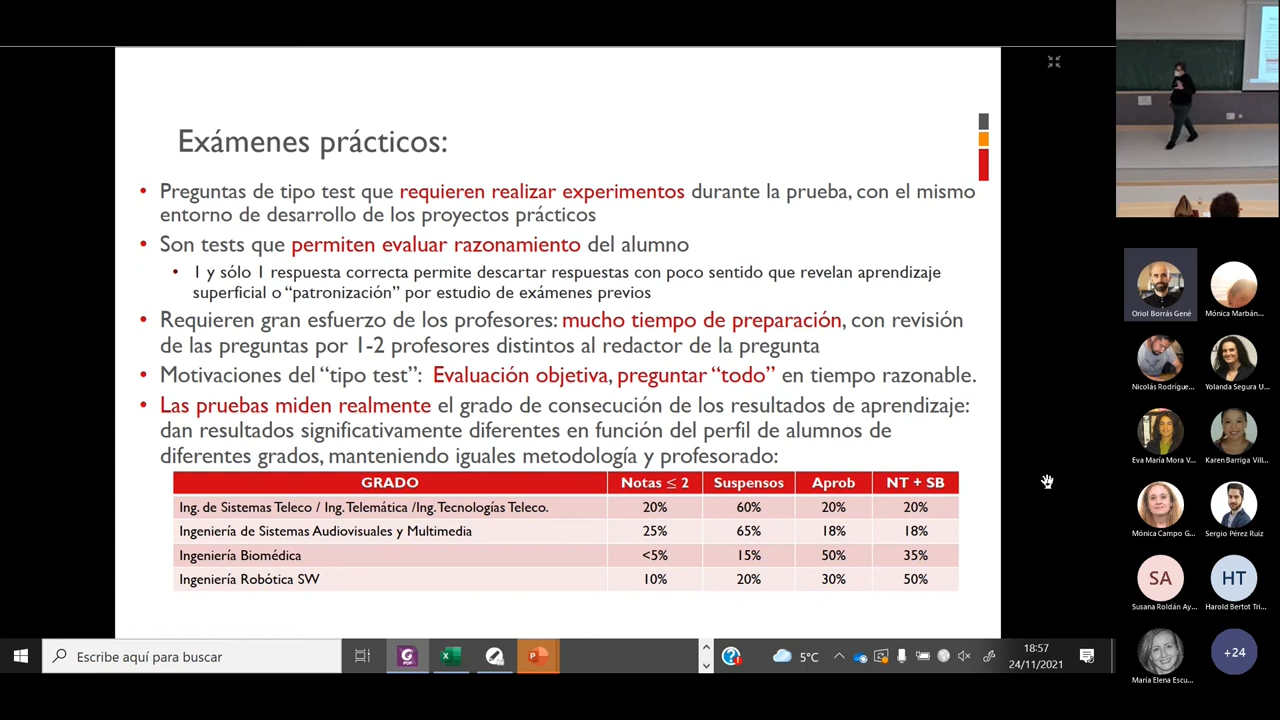 Exámenes prácticos:
• Preguntas de tipo test que requieren realizar experimentos durante la prueba, con el mismo
entorno de desarrollo de los proyectos prácticos
• Son tests que permiten evaluar razonamiento del alumno
• 1 y sólo 1 respuesta correcta permite descartar respuestas con poco sentido que revelan aprendizaje
superficial o “patronización” por estudio de exámenes previos
• Requieren gran esfuerzo de los profesores: mucho tiempo de preparación, con revisión
de las preguntas por 1-2 profesores distintos al redactor de la pregunta
• Motivaciones del “tipo test”: Evaluación objetiva, preguntar “todo” en tiempo razonable.
• Las pruebas miden realmente el grado de consecución de los resultados de aprendizaje:
dan resultados significativamente diferentes en función del perfil de alumnos de
diferentes grados, manteniendo iguales metodología y profesorado:
GRADO Notas ≤ 2 Suspensos Aprob NT + SB
Ing. de Sistemas Teleco / Ing. Telemática /Ing. Tecnologías Teleco. 20% 60% 20% 20%
Ingeniería de Sistemas Audiovisuales y Multimedia 25% 65% 18% 18%
Ingeniería Biomédica <5% 15% 50% 35%
Ingeniería Robótica SW 10% 20% 30% 50%
Oriol Borrás Gené
Mónica Marbán...
Nicolás Rodrígue...
Yolanda Segura U...
Eva María Mora V...
Karen Barriga Vill...
Mónica Campo G...
Sergio Pérez Ruiz
SA
HT
Susana Roldán Ay...
Harold Bertot Tri...
María Elena Escu...
+24
Escribe aquí para buscar
5°C
18:57
24/11/2021